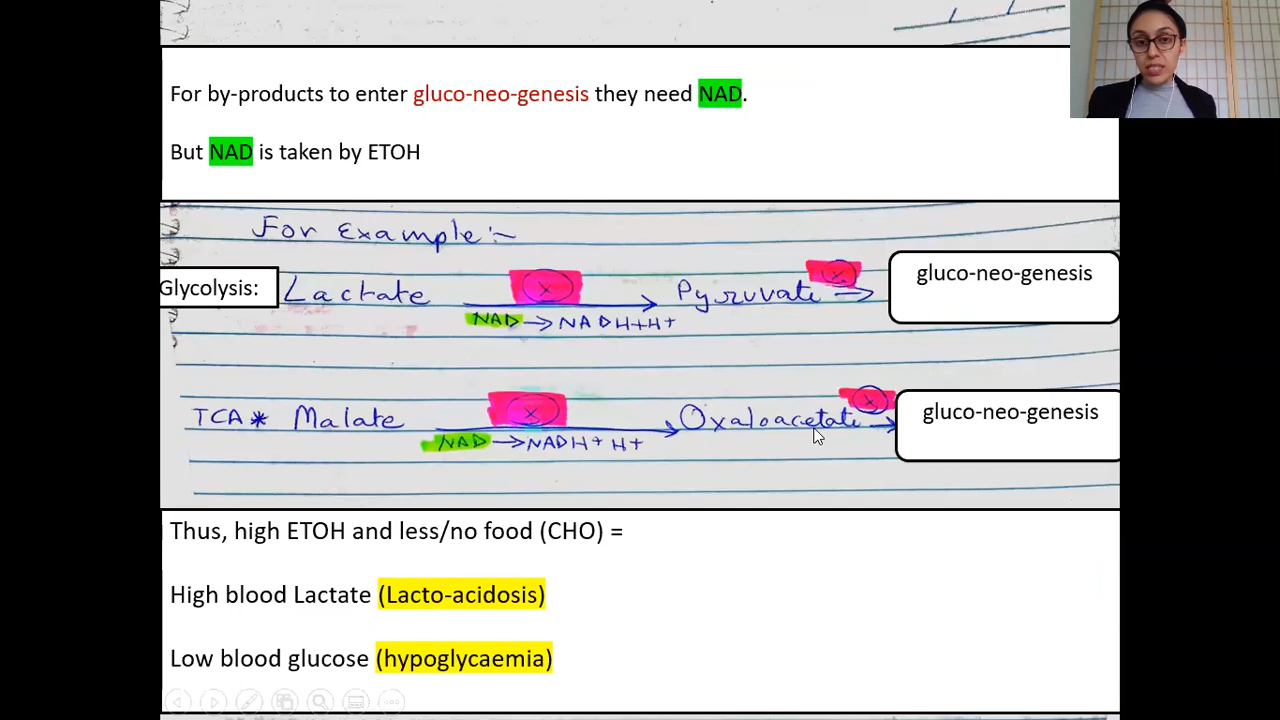 For by-products to enter gluco-neo-genesis they need NAD.
But NAD is taken by ETOH
For Example:-
Glycolysis: Lactate x Pyruvate x → gluco-neo-genesis
NAD → NADH+H+
TCA* Malate x Oxaloacetate x → gluco-neo-genesis
NAD → NADH+H+
Thus, high ETOH and less/no food (CHO) =
High blood Lactate (Lacto-acidosis)
Low blood glucose (hypoglycaemia)